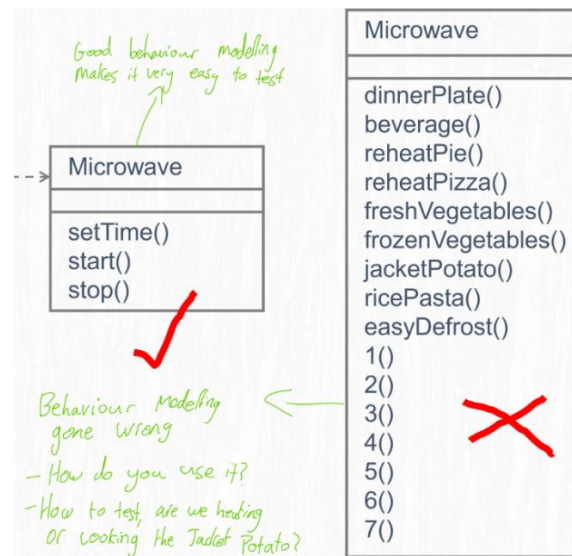 Good behaviour modelling
makes it very easy to test
Microwave
setTime()
start()
stop()
Behaviour Modelling
gone wrong
- How do you use it?
- How to test, are we heating
or cooking the Jacket Potato?
Microwave
dinnerPlate()
beverage()
reheatPie()
reheatPizza()
freshVegetables()
frozenVegetables()
jacketPotato()
ricePasta()
easyDefrost()
1()
2()
3()
4()
5()
6()
7()